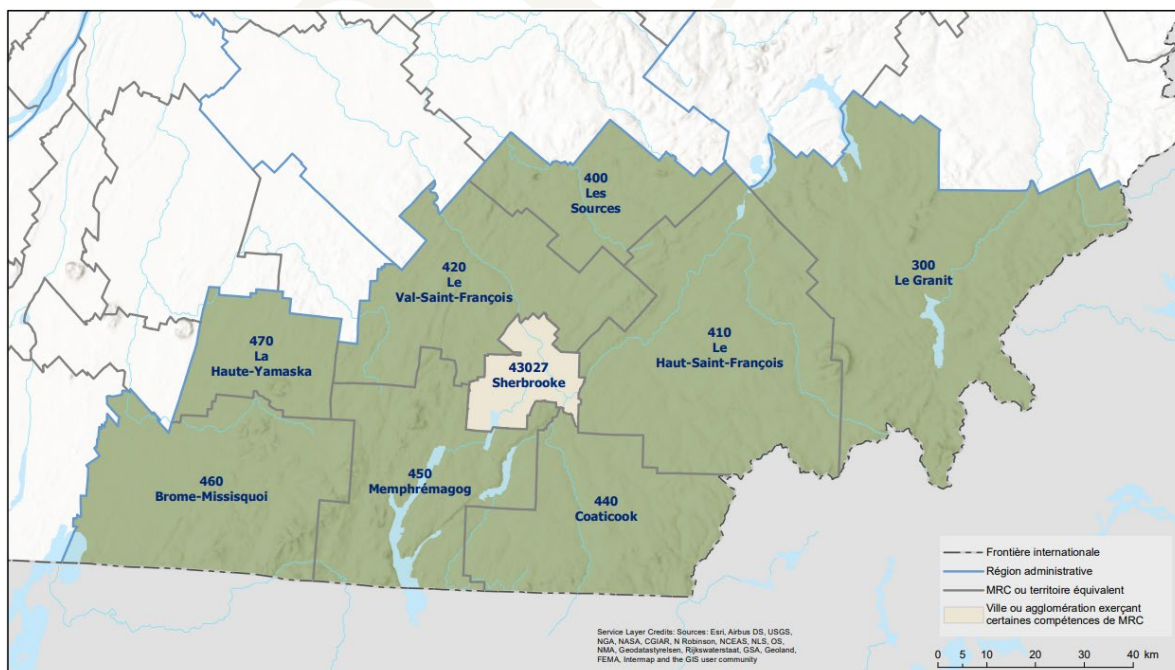 400
Les
Sources
420
Le
Val-Saint-François
300
Le Granit
470
La
Haute-Yamaska
410
Le
Haut-Saint-François
43027
Sherbrooke
460
Brome-Missisquoi
450
Memphrémagog
440
Coaticook
Frontière internationale
Région administrative
MRC ou territoire équivalent
Ville ou agglomération exerçant
certaines compétences de MRC
Service Layer Credits: Sources: Esri, Airbus DS, USGS,
NGA, NASA, CGIAR, N Robinson, NCEAS, NLS, OS,
NMA, Geodatastyrelsen, Rijkswaterstaat, GSA, Geoland,
FEMA, Intermap and the GIS user community
0 5 10 20 30 40 km